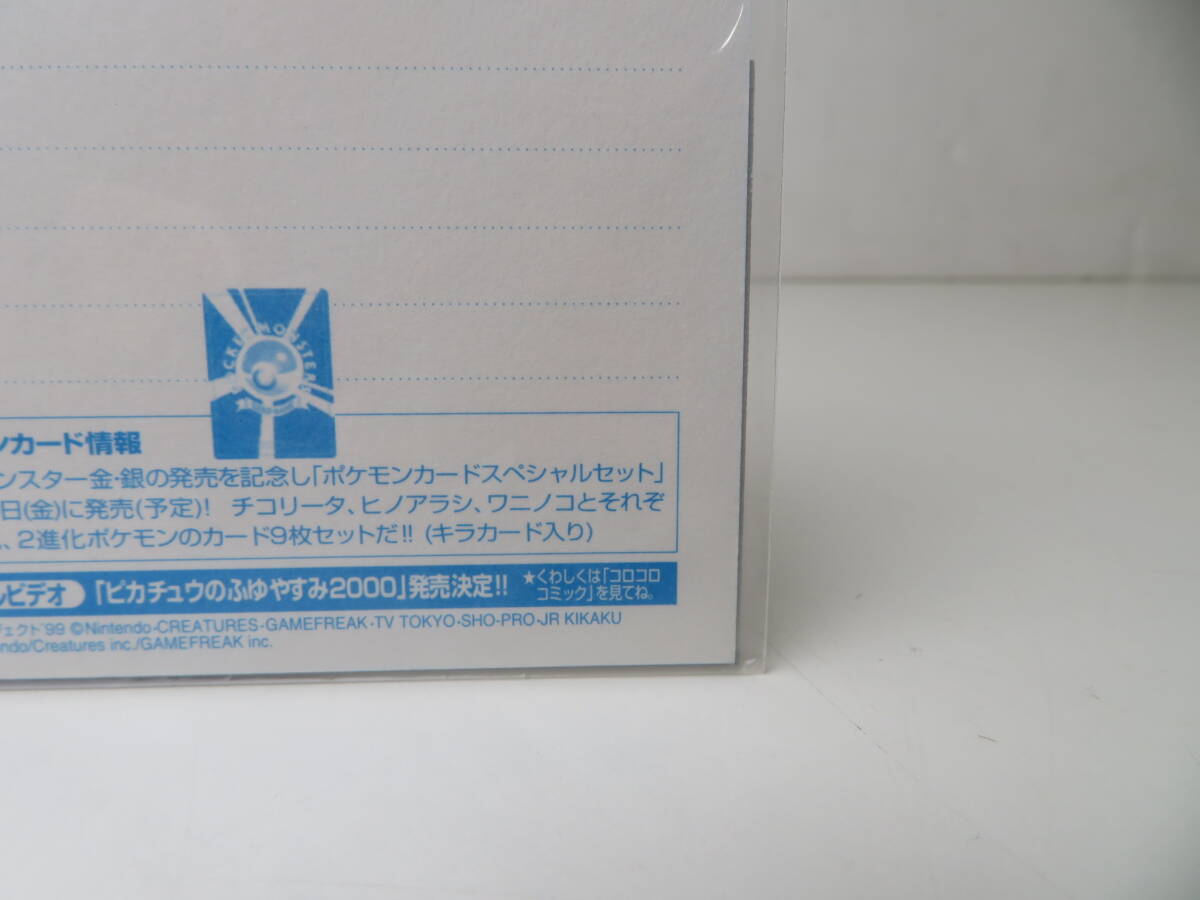 POCKET MONSTERS
ンカード情報
ンスター金・銀の発売を記念し「ポケモンカードスペシャルセット」
日(金)に発売(予定)! チコリータ、ヒノアラシ、ワニノコとそれぞ
、2進化ポケモンのカード9枚セットだ!! (キラカード入り)
ルビデオ 「ピカチュウのふゆやすみ2000」発売決定!! ★くわしくは「コロコロ
コミック」を見てね。
ジェクト'99 ©Nintendo・CREATURES・GAMEFREAK・TV TOKYO・SHO-PRO・JR KIKAKU
ndo/Creatures inc./GAMEFREAK inc.